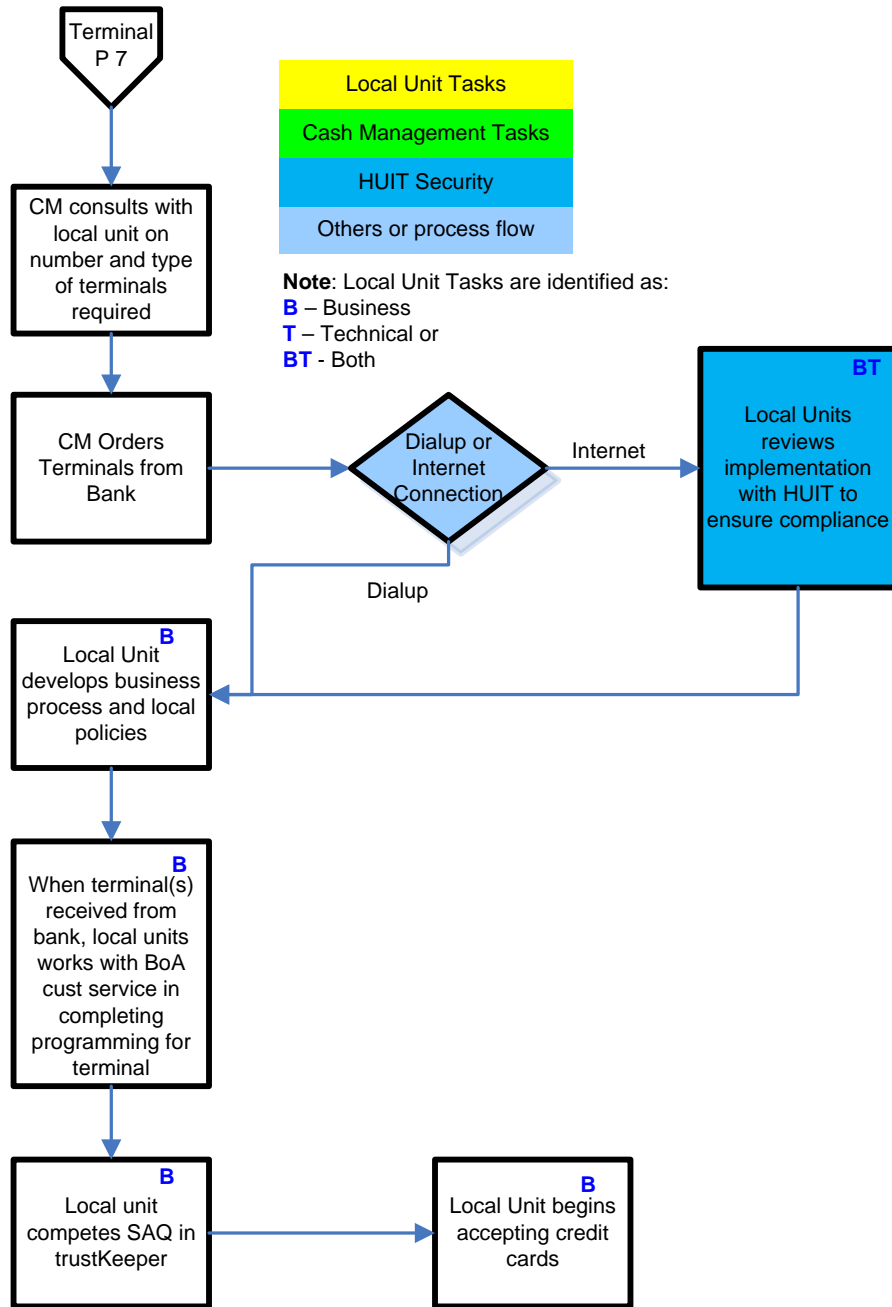 Terminal
P 7
Local Unit Tasks
Cash Management Tasks
HUIT Security
Others or process flow
Note: Local Unit Tasks are identified as:
B – Business
T – Technical or
BT - Both
CM consults with
local unit on
number and type
of terminals
required
CM Orders
Terminals from
Bank
Dialup or
Internet
Connection
Internet
Dialup
BT
Local Units
reviews
implementation
with HUIT to
ensure compliance
B
Local Unit
develops business
process and local
policies
B
When terminal(s)
received from
bank, local units
works with BoA
cust service in
completing
programming for
terminal
B
Local unit
competes SAQ in
trustKeeper
B
Local Unit begins
accepting credit
cards